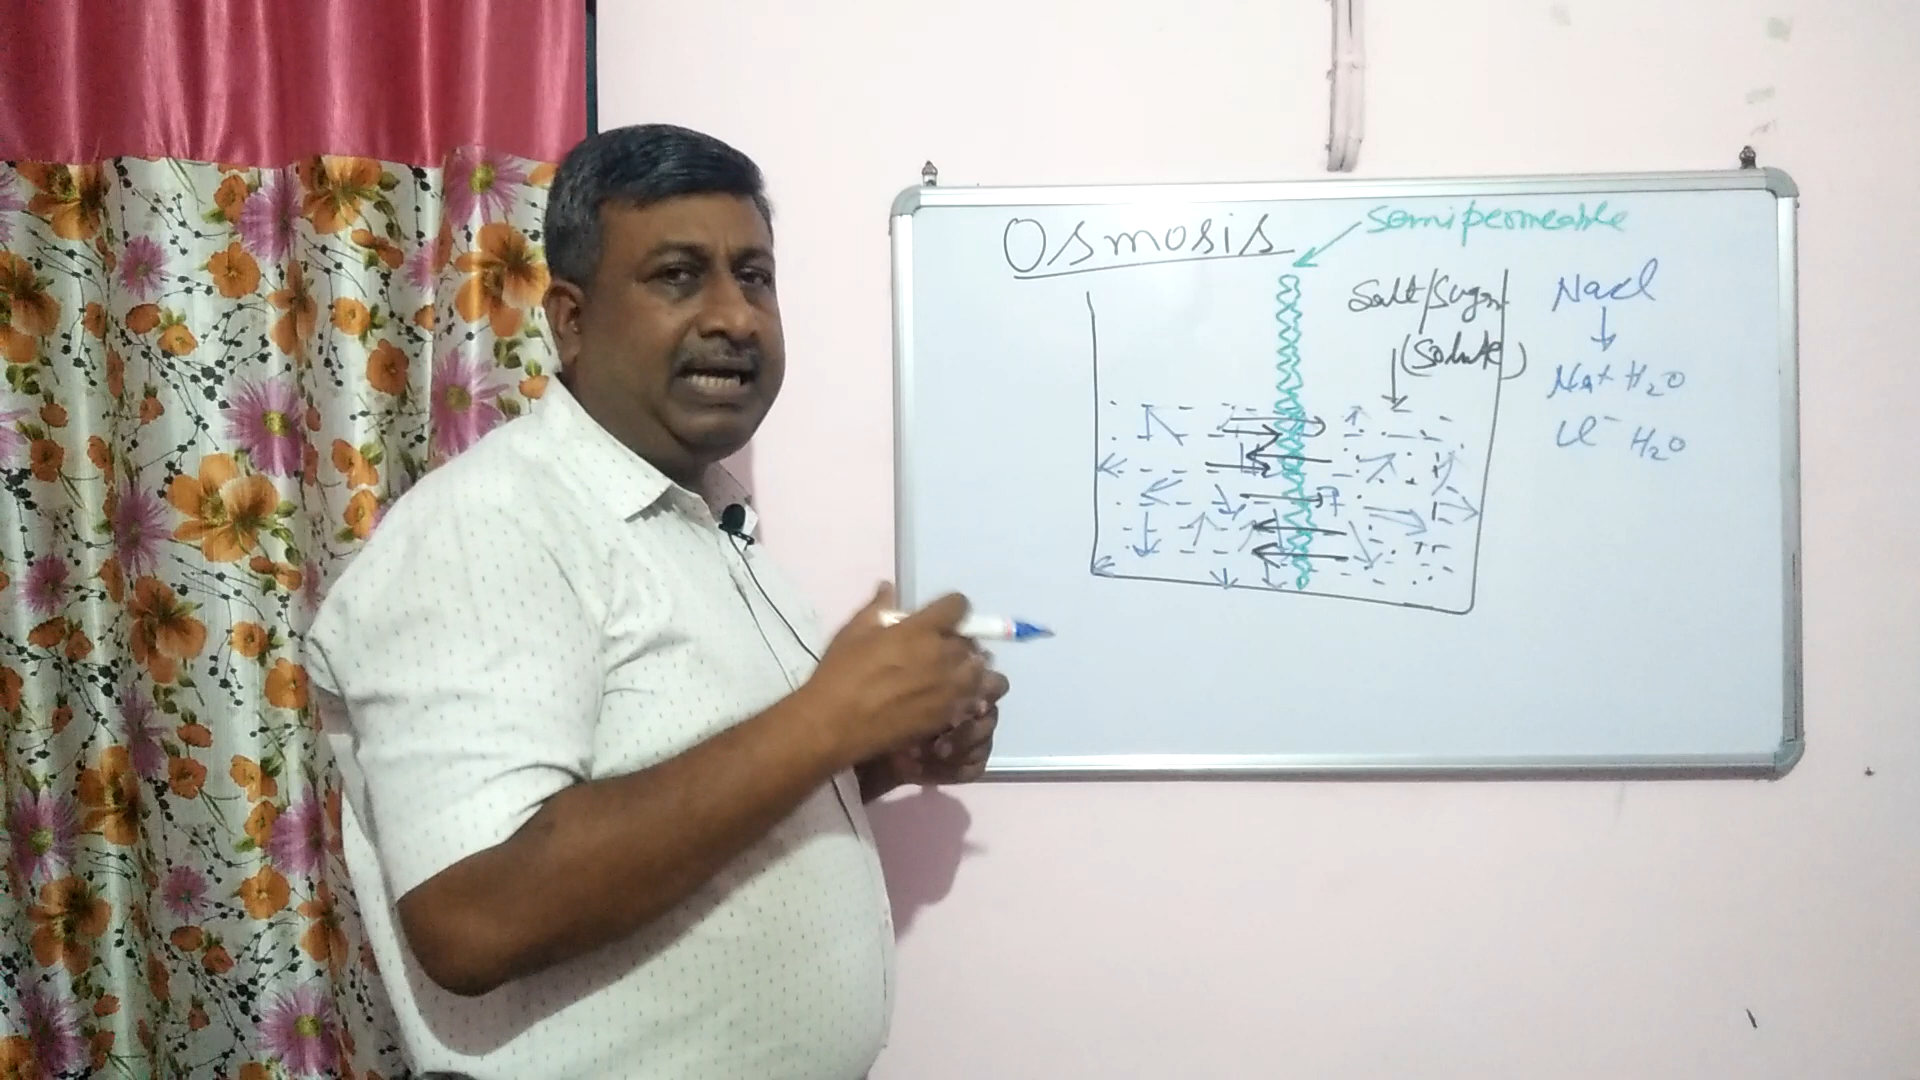 Osmosis
Semipermeable
Salt/Sugar
(Solute)
NaCl
Na+ H2O
Cl- H2O